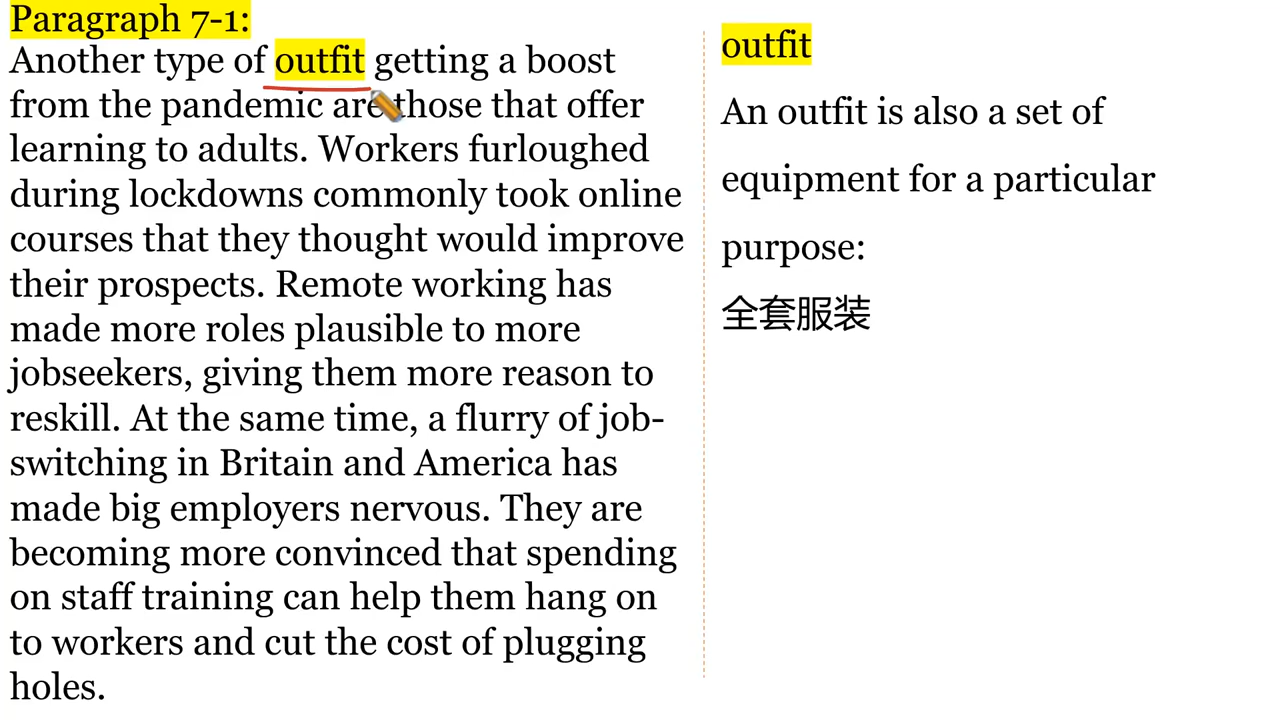 Paragraph 7-1:
Another type of outfit getting a boost
from the pandemic are those that offer
learning to adults. Workers furloughed
during lockdowns commonly took online
courses that they thought would improve
their prospects. Remote working has
made more roles plausible to more
jobseekers, giving them more reason to
reskill. At the same time, a flurry of job-
switching in Britain and America has
made big employers nervous. They are
becoming more convinced that spending
on staff training can help them hang on
to workers and cut the cost of plugging
holes.
outfit
An outfit is also a set of
equipment for a particular
purpose:
全套服装